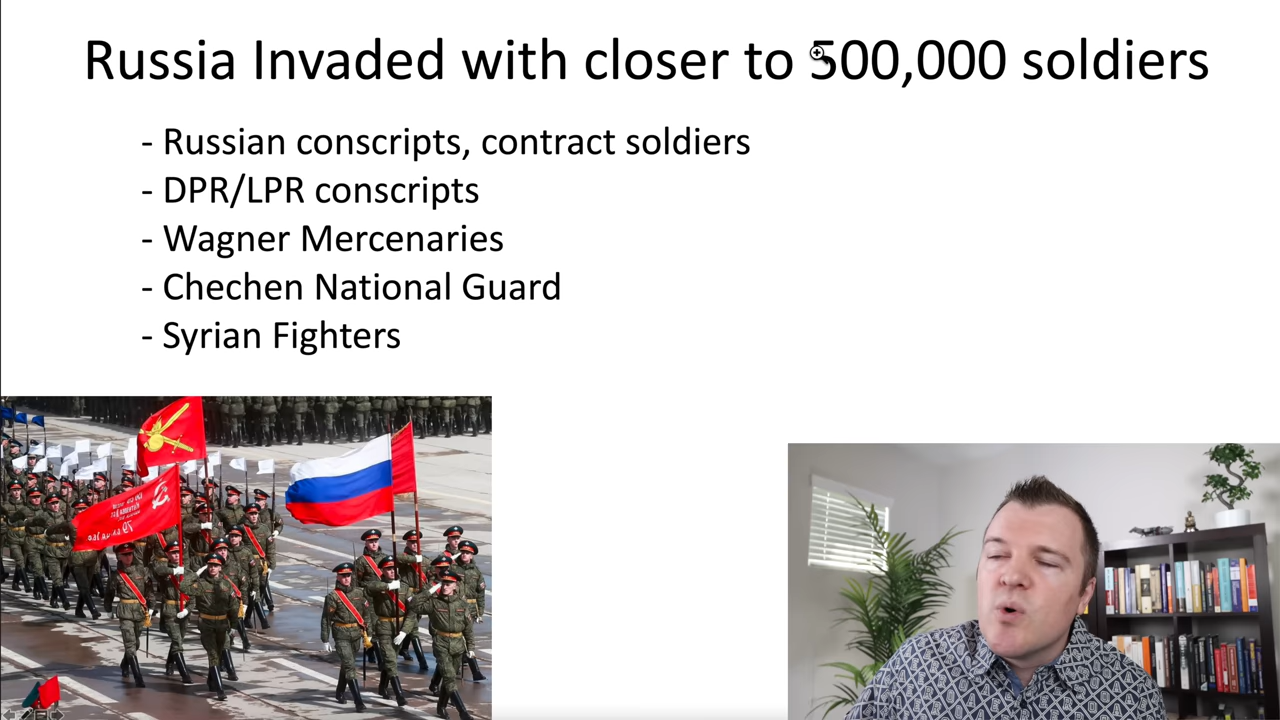 Russia Invaded with closer to 500,000 soldiers
- Russian conscripts, contract soldiers
- DPR/LPR conscripts
- Wagner Mercenaries
- Chechen National Guard
- Syrian Fighters